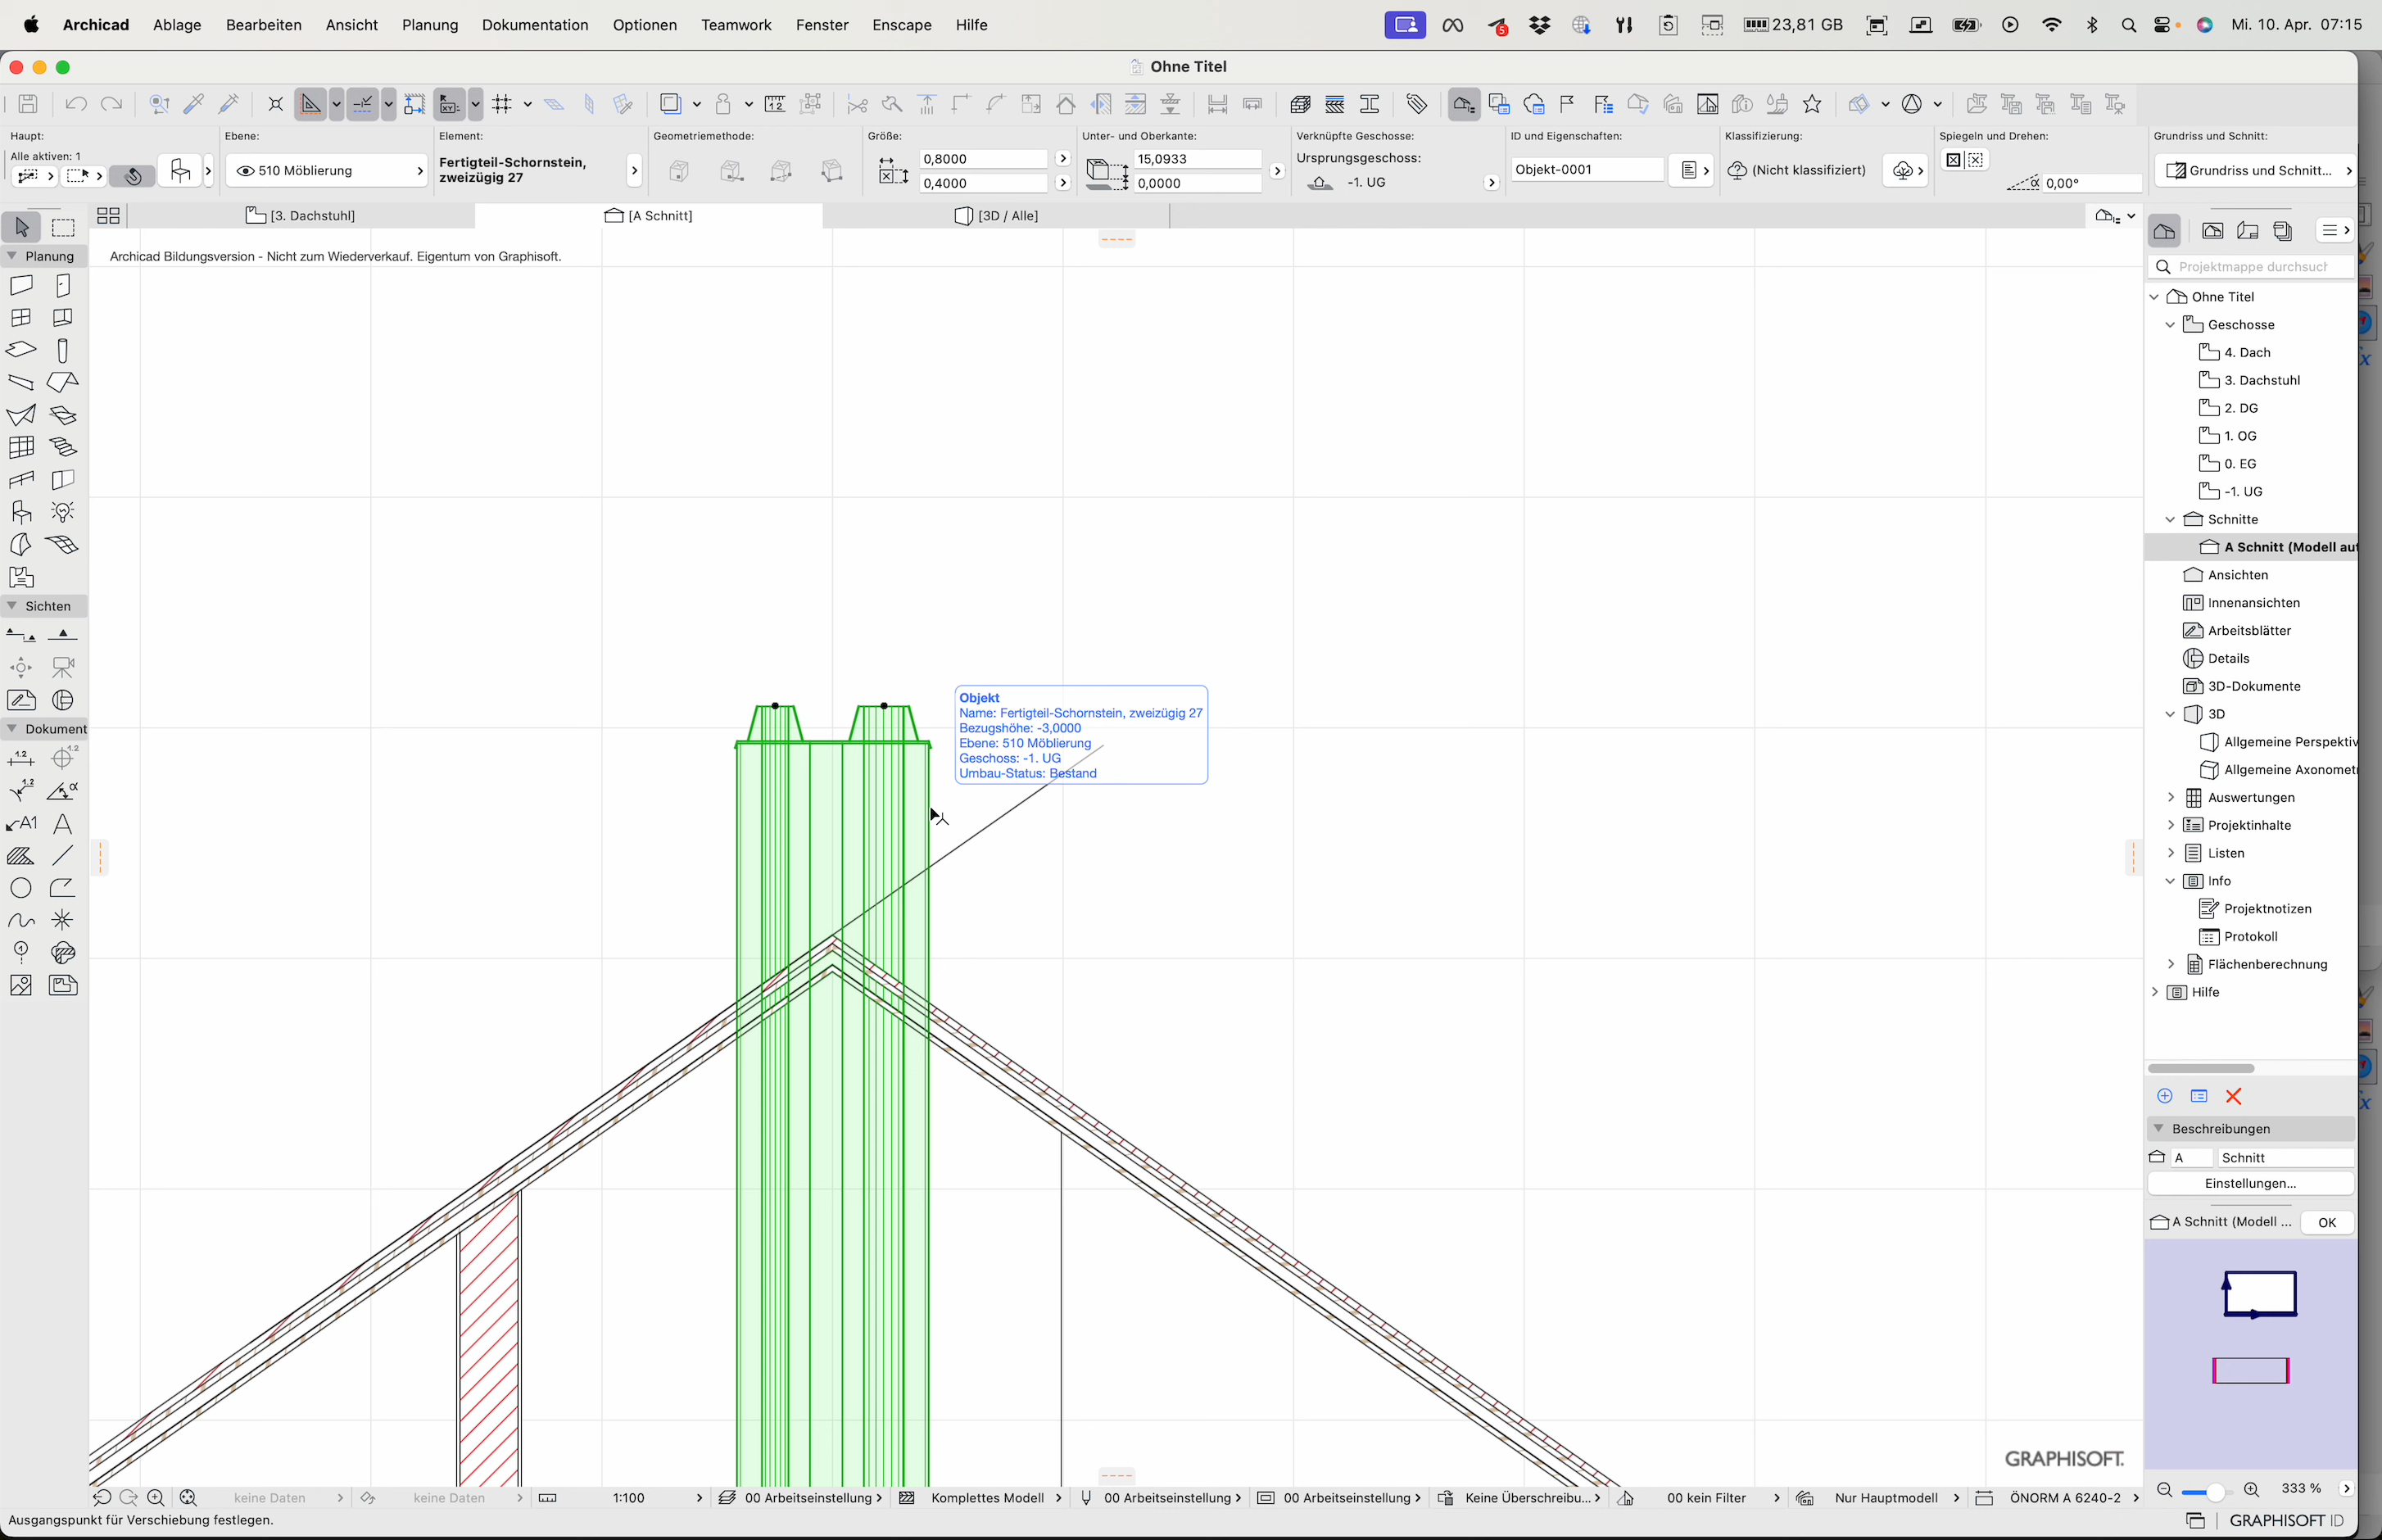 Archicad Ablage Bearbeiten Ansicht Planung Dokumentation Optionen Teamwork Fenster Enscape Hilfe 5 23,81 GB Mi. 10. Apr. 07:15
Ohne Titel
Haupt:
Alle aktiven: 1
Ebene:
510 Möblierung
Element:
Fertigteil-Schornstein,
zweizügig 27
Geometriemethode:
Größe:
0,8000
0,4000
Unter- und Oberkante:
15,0933
0,0000
Verknüpfte Geschosse:
Ursprungsgeschoss:
-1. UG
ID und Eigenschaften:
Objekt-0001
Klassifizierung:
(Nicht klassifiziert)
Spiegeln und Drehen:
α 0,00°
Grundriss und Schnitt:
Grundriss und Schnitt...
[3. Dachstuhl] [A Schnitt] [3D / Alle]
Archicad Bildungsversion - Nicht zum Wiederverkauf. Eigentum von Graphisoft.
Planung
Sichten
Dokument
Objekt
Name: Fertigteil-Schornstein, zweizügig 27
Bezugshöhe: -3,0000
Ebene: 510 Möblierung
Geschoss: -1. UG
Umbau-Status: Bestand
GRAPHISOFT.
Projektmappe durchsuch
Ohne Titel
Geschosse
4. Dach
3. Dachstuhl
2. DG
1. OG
0. EG
-1. UG
Schnitte
A Schnitt (Modell aut
Ansichten
Innenansichten
Arbeitsblätter
Details
3D-Dokumente
3D
Allgemeine Perspektiv
Allgemeine Axonomet
Auswertungen
Projektinhalte
Listen
Info
Projektnotizen
Protokoll
Flächenberechnung
Hilfe
Beschreibungen
A Schnitt
Einstellungen...
A Schnitt (Modell ... OK
333 %
keine Daten keine Daten 1:100 00 Arbeitseinstellung Komplettes Modell 00 Arbeitseinstellung 00 Arbeitseinstellung Keine Überschreibu... 00 kein Filter Nur Hauptmodell ÖNORM A 6240-2
Ausgangspunkt für Verschiebung festlegen.
GRAPHISOFT ID